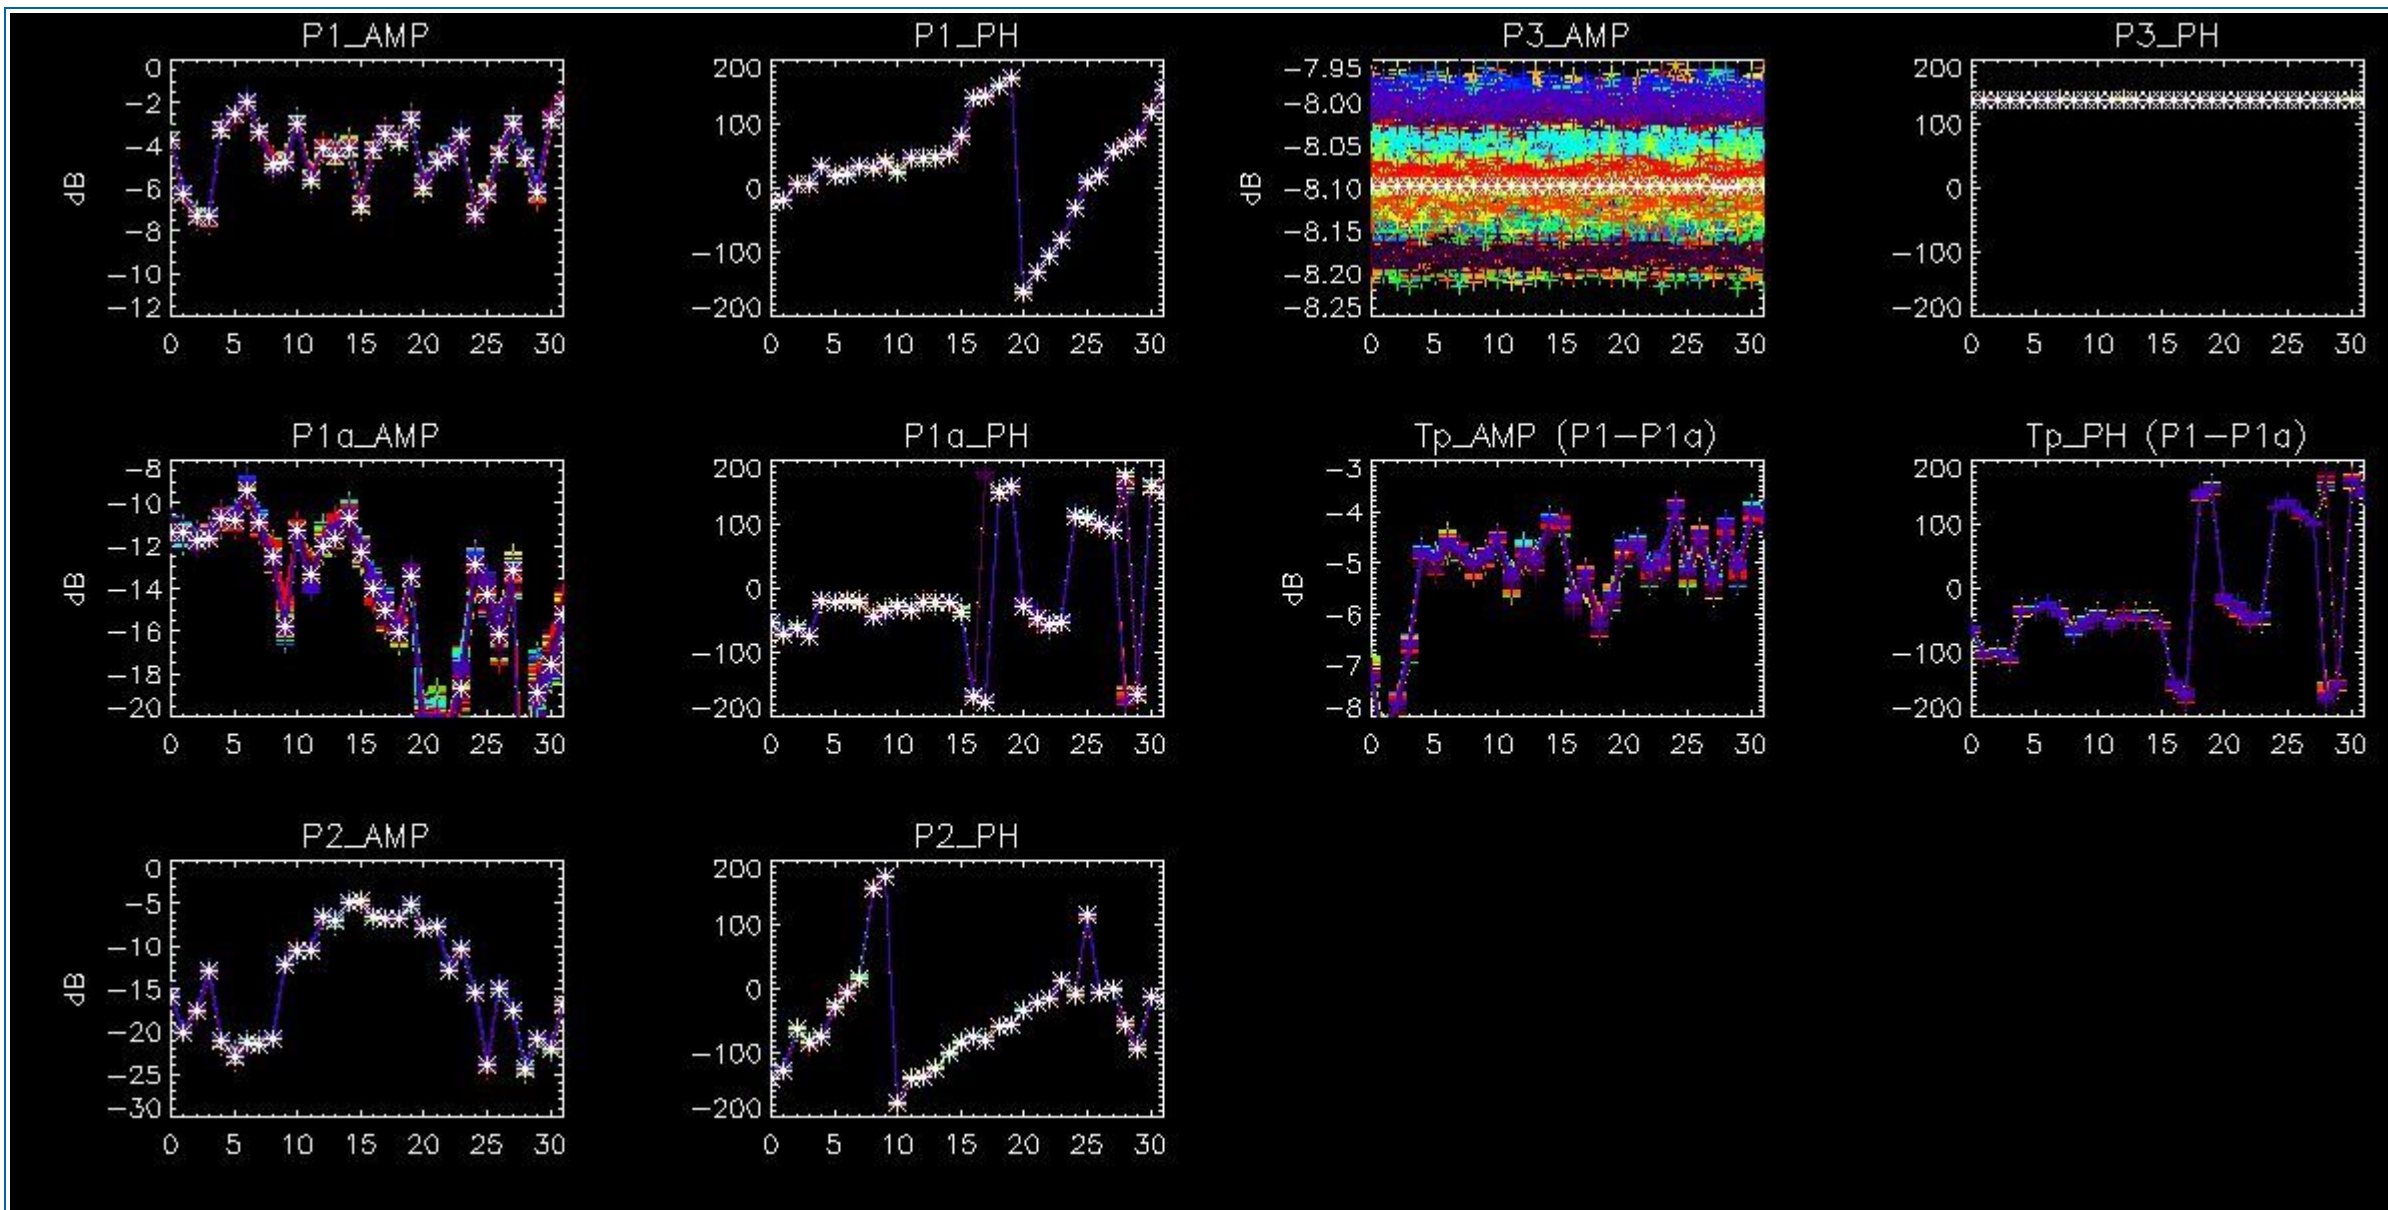 P1_AMP
0
−2
−4
−6
−8
−10
−12
dB
0 5 10 15 20 25 30
P1_PH
200
100
0
−100
−200
0 5 10 15 20 25 30
P3_AMP
−7.95
−8.00
−8.05
−8.10
−8.15
−8.20
−8.25
dB
0 5 10 15 20 25 30
P3_PH
200
100
0
−100
−200
0 5 10 15 20 25 30
P1a_AMP
−8
−10
−12
−14
−16
−18
−20
dB
0 5 10 15 20 25 30
P1a_PH
200
100
0
−100
−200
0 5 10 15 20 25 30
Tp_AMP (P1−P1a)
−3
−4
−5
−6
−7
−8
dB
0 5 10 15 20 25 30
Tp_PH (P1−P1a)
200
100
0
−100
−200
0 5 10 15 20 25 30
P2_AMP
0
−5
−10
−15
−20
−25
−30
dB
0 5 10 15 20 25 30
P2_PH
200
100
0
−100
−200
0 5 10 15 20 25 30